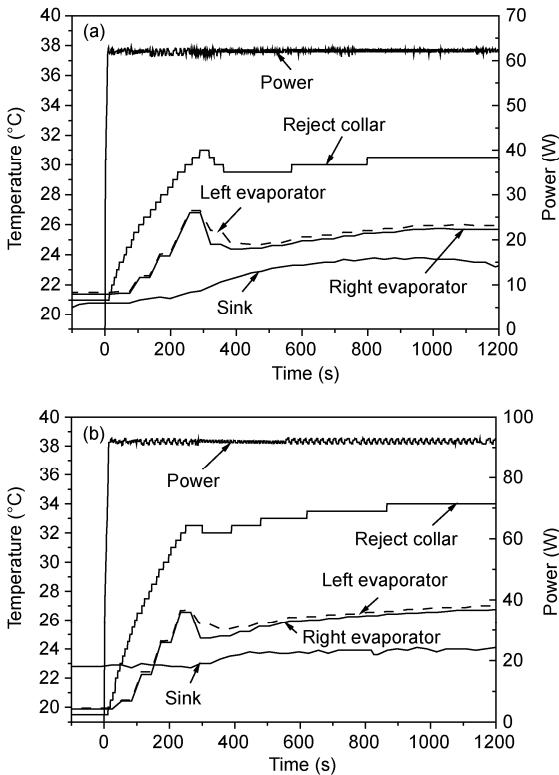 (a)
40
38
36
34
32
30
28
26
24
22
20
Temperature (°C)
70
60
50
40
30
20
10
0
Power (W)
Power
Reject collar
Left evaporator
Right evaporator
Sink
0 200 400 600 800 1000 1200
Time (s)
(b)
40
38
36
34
32
30
28
26
24
22
20
Temperature (°C)
100
80
60
40
20
0
Power (W)
Power
Reject collar
Left evaporator
Right evaporator
Sink
0 200 400 600 800 1000 1200
Time (s)